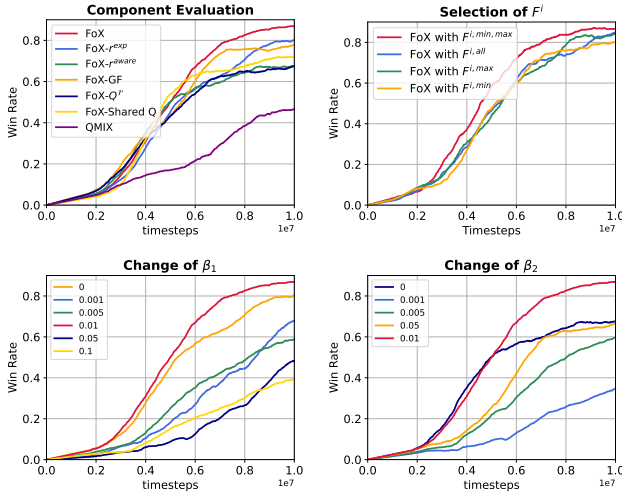 Component Evaluation
Win Rate
0.8
0.6
0.4
0.2
0.0
FoX
FoX-r^exp
FoX-r^aware
FoX-GF
FoX-Q^𝓕
FoX-Shared Q
QMIX
0.0 0.2 0.4 0.6 0.8 1.0
1e7
timesteps
Selection of F^i
Win Rate
0.8
0.6
0.4
0.2
0.0
FoX with F^i,min,max
FoX with F^i,all
FoX with F^i,max
FoX with F^i,min
0.0 0.2 0.4 0.6 0.8 1.0
1e7
Timesteps
Change of β₁
Win Rate
0.8
0.6
0.4
0.2
0.0
0
0.001
0.005
0.01
0.05
0.1
0.0 0.2 0.4 0.6 0.8 1.0
1e7
timesteps
Change of β₂
Win Rate
0.8
0.6
0.4
0.2
0.0
0
0.001
0.005
0.05
0.01
0.0 0.2 0.4 0.6 0.8 1.0
1e7
timesteps